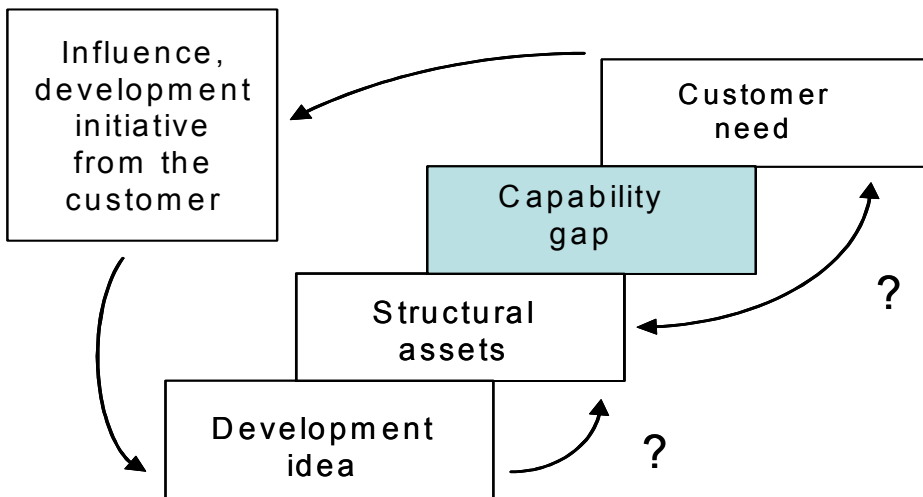 Influence,
development
initiative
from the
customer
Customer
need
Capability
gap
?
Structural
assets
Development
idea
?